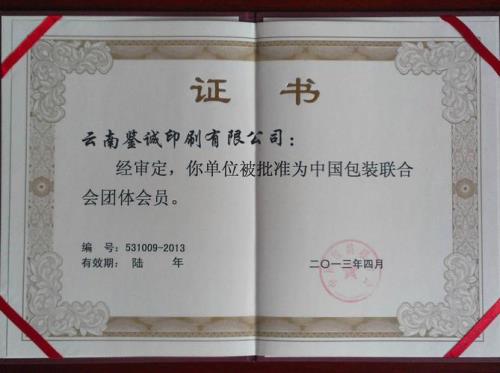 证 书
云南鉴诚印刷有限公司：
经审定，你单位被批准为中国包装联合
会团体会员。
编 号：531009-2013
有效期：陆 年
二〇一三年四月